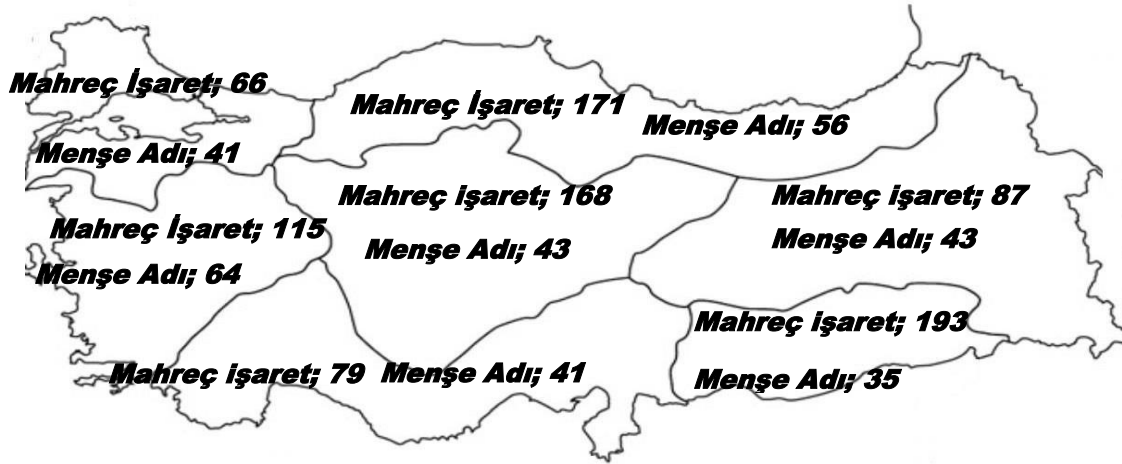 Mahreç İşaret; 66
Menşe Adı; 41
Mahreç İşaret; 171
Menşe Adı; 56
Mahreç İşaret; 115
Menşe Adı; 64
Mahreç işaret; 168
Menşe Adı; 43
Mahreç işaret; 87
Menşe Adı; 43
Mahreç işaret; 79
Menşe Adı; 41
Mahreç işaret; 193
Menşe Adı; 35